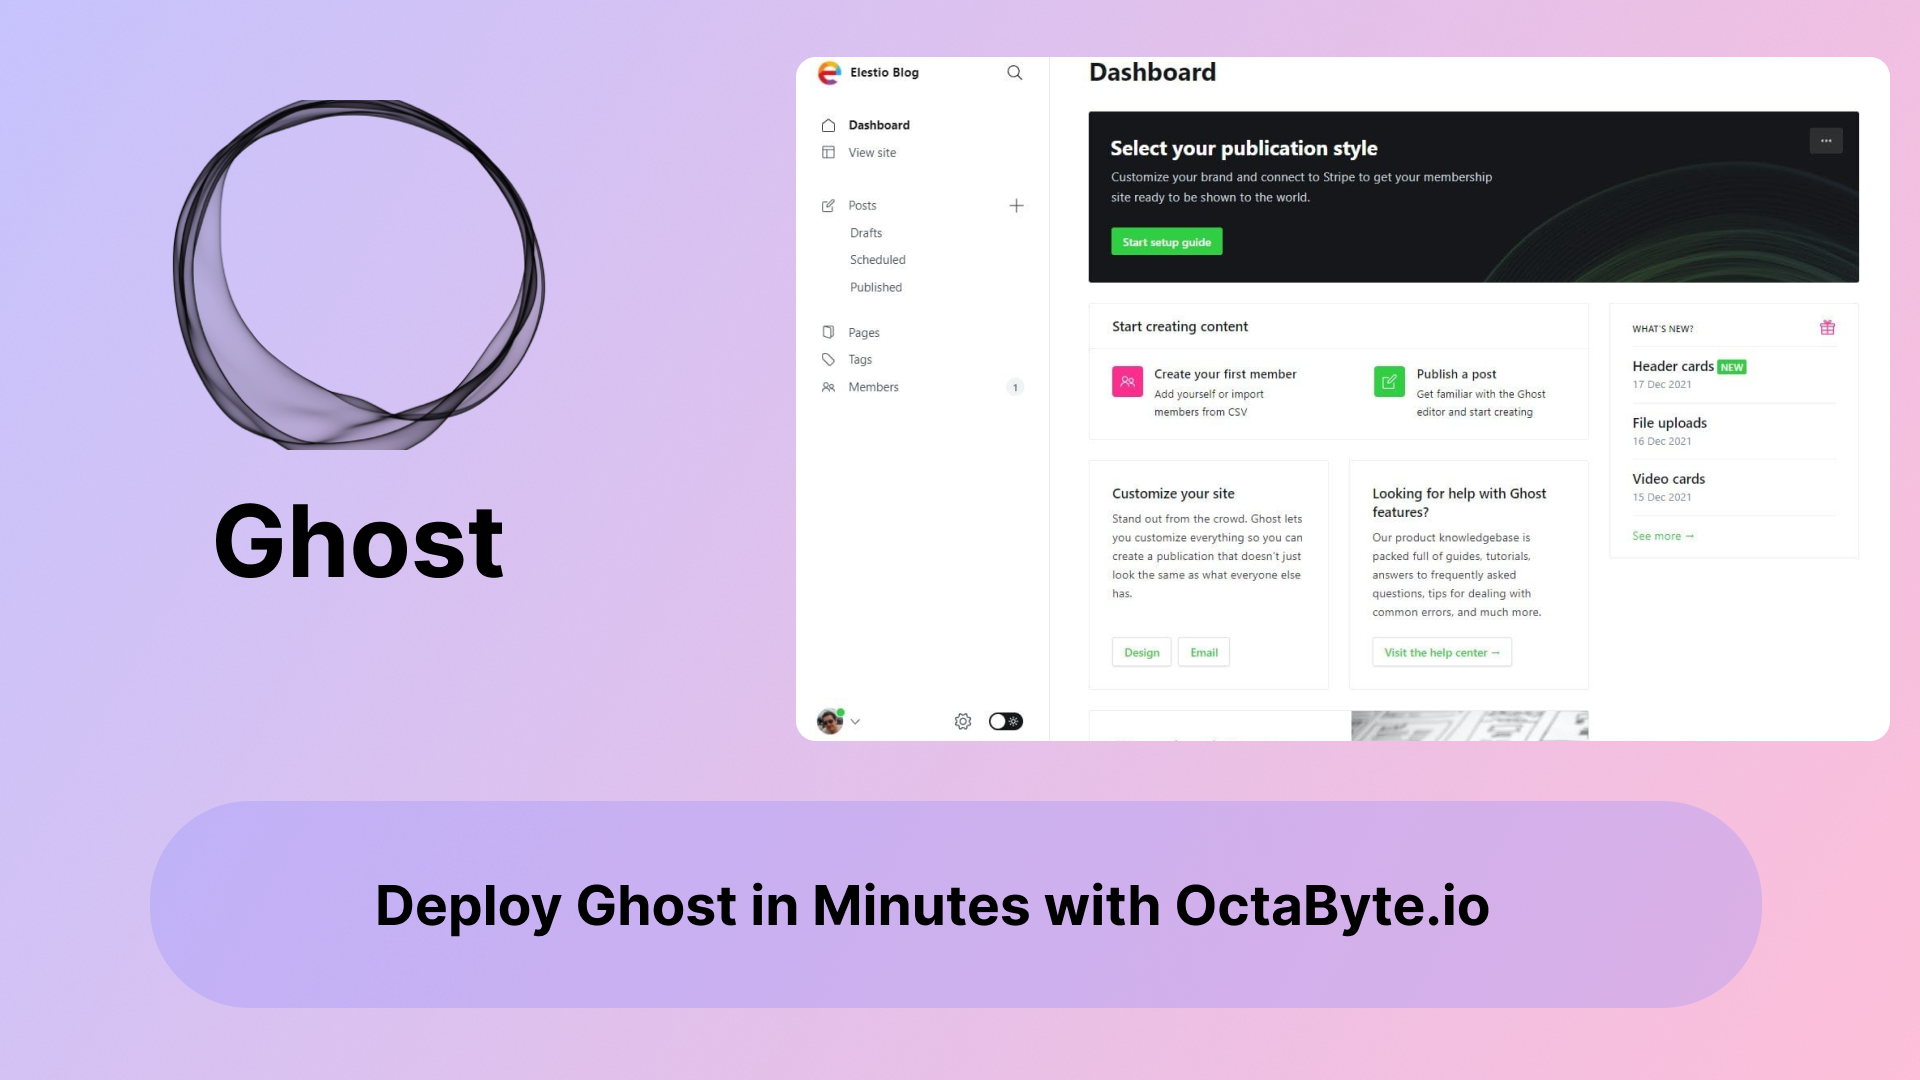 Ghost
Elestio Blog
Dashboard
View site
Posts
Drafts
Scheduled
Published
Pages
Tags
Members
1
Dashboard
Select your publication style
Customize your brand and connect to Stripe to get your membership
site ready to be shown to the world.
Start setup guide
Start creating content
Create your first member
Add yourself or import
members from CSV
Publish a post
Get familiar with the Ghost
editor and start creating
Customize your site
Stand out from the crowd. Ghost lets
you customize everything so you can
create a publication that doesn't just
look the same as what everyone else
has.
Design
Email
Looking for help with Ghost
features?
Our product knowledgebase is
packed full of guides, tutorials,
answers to frequently asked
questions, tips for dealing with
common errors, and much more.
Visit the help center →
WHAT'S NEW?
Header cards NEW
17 Dec 2021
File uploads
16 Dec 2021
Video cards
15 Dec 2021
See more →
Deploy Ghost in Minutes with OctaByte.io